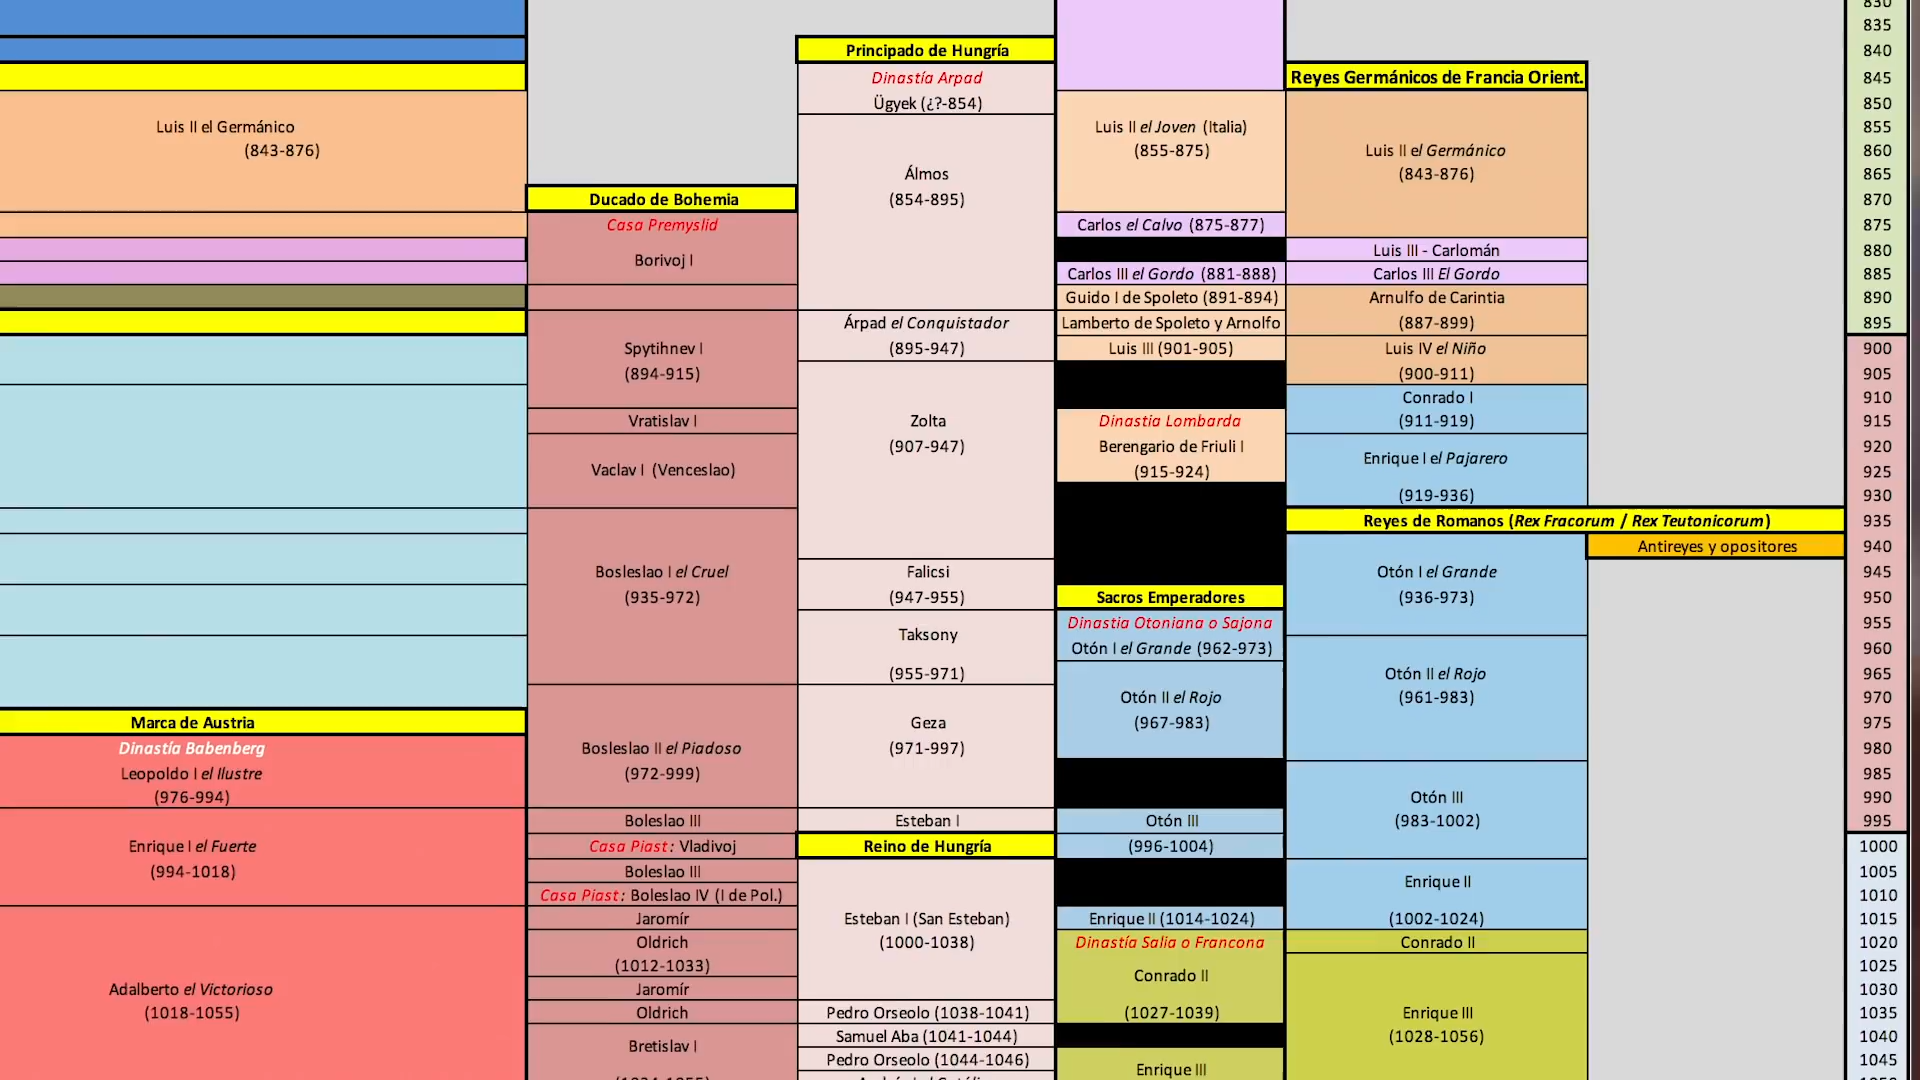 Luis II el Germánico
(843-876)
Marca de Austria
Dinastía Babenberg
Leopoldo I el Ilustre
(976-994)
Enrique I el Fuerte
(994-1018)
Adalberto el Victorioso
(1018-1055)
Ducado de Bohemia
Casa Premyslid
Borivoj I
Spytihnev I
(894-915)
Vratislav I
Vaclav I (Venceslao)
Bosleslao I el Cruel
(935-972)
Bosleslao II el Piadoso
(972-999)
Boleslao III
Casa Piast: Vladivoj
Boleslao III
Casa Piast: Boleslao IV (I de Pol.)
Jaromír
Oldrich
(1012-1033)
Jaromír
Oldrich
Bretislav I
Principado de Hungría
Dinastía Arpad
Ügyek (¿?-854)
Álmos
(854-895)
Árpad el Conquistador
(895-947)
Zolta
(907-947)
Falicsi
(947-955)
Taksony
(955-971)
Geza
(971-997)
Esteban I
Reino de Hungría
Esteban I (San Esteban)
(1000-1038)
Pedro Orseolo (1038-1041)
Samuel Aba (1041-1044)
Pedro Orseolo (1044-1046)
Luis II el Joven (Italia)
(855-875)
Carlos el Calvo (875-877)
Carlos III el Gordo (881-888)
Guido I de Spoleto (891-894)
Lamberto de Spoleto y Arnolfo
Luis III (901-905)
Dinastia Lombarda
Berengario de Friuli I
(915-924)
Sacros Emperadores
Dinastia Otoniana o Sajona
Otón I el Grande (962-973)
Otón II el Rojo
(967-983)
Otón III
(996-1004)
Enrique II (1014-1024)
Dinastía Salia o Francona
Conrado II
(1027-1039)
Enrique III
Reyes Germánicos de Francia Orient.
Luis II el Germánico
(843-876)
Luis III - Carlomán
Carlos III El Gordo
Arnulfo de Carintia
(887-899)
Luis IV el Niño
(900-911)
Conrado I
(911-919)
Enrique I el Pajarero
(919-936)
Reyes de Romanos (Rex Fracorum / Rex Teutonicorum)
Antireyes y opositores
Otón I el Grande
(936-973)
Otón II el Rojo
(961-983)
Otón III
(983-1002)
Enrique II
(1002-1024)
Conrado II
Enrique III
(1028-1056)
830
835
840
845
850
855
860
865
870
875
880
885
890
895
900
905
910
915
920
925
930
935
940
945
950
955
960
965
970
975
980
985
990
995
1000
1005
1010
1015
1020
1025
1030
1035
1040
1045